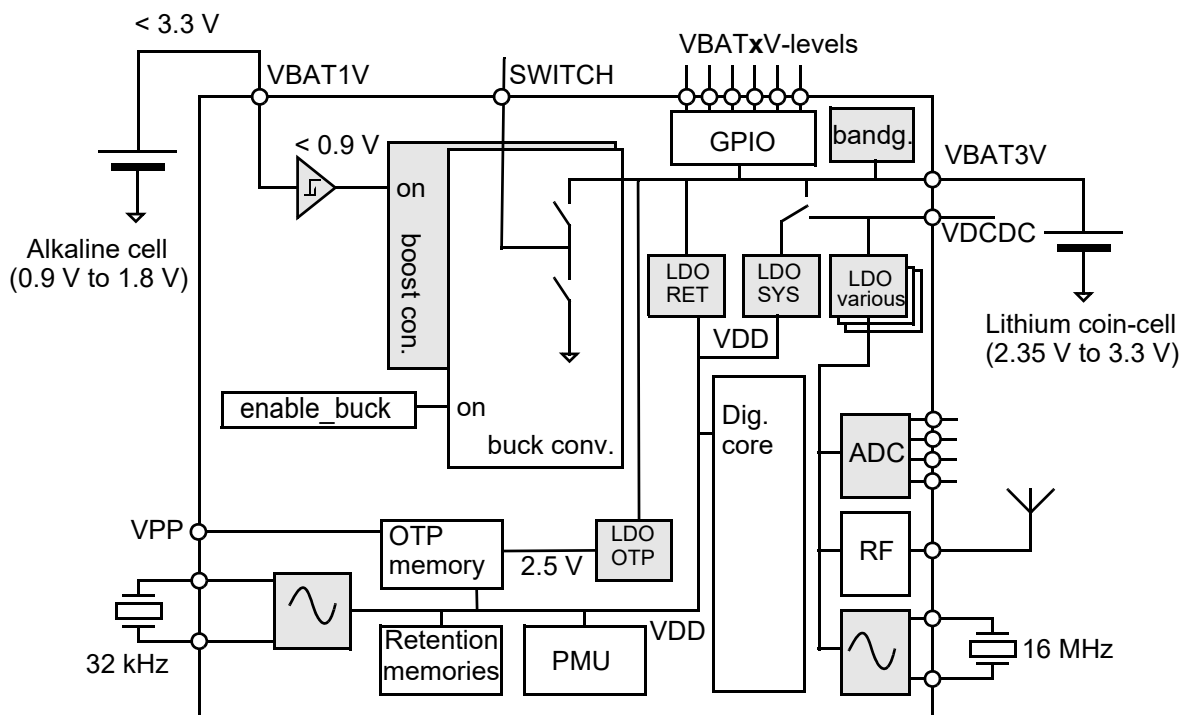 < 3.3 V
VBAT1V
SWITCH
VBATxV-levels
GPIO
bandg.
VBAT3V
VDCDC
< 0.9 V
on
boost con.
Alkaline cell
(0.9 V to 1.8 V)
LDO
RET
LDO
SYS
LDO
various
VDD
Lithium coin-cell
(2.35 V to 3.3 V)
enable_buck
on
buck conv.
Dig.
core
ADC
VPP
OTP
memory
2.5 V
LDO
OTP
RF
32 kHz
Retention
memories
PMU
VDD
16 MHz